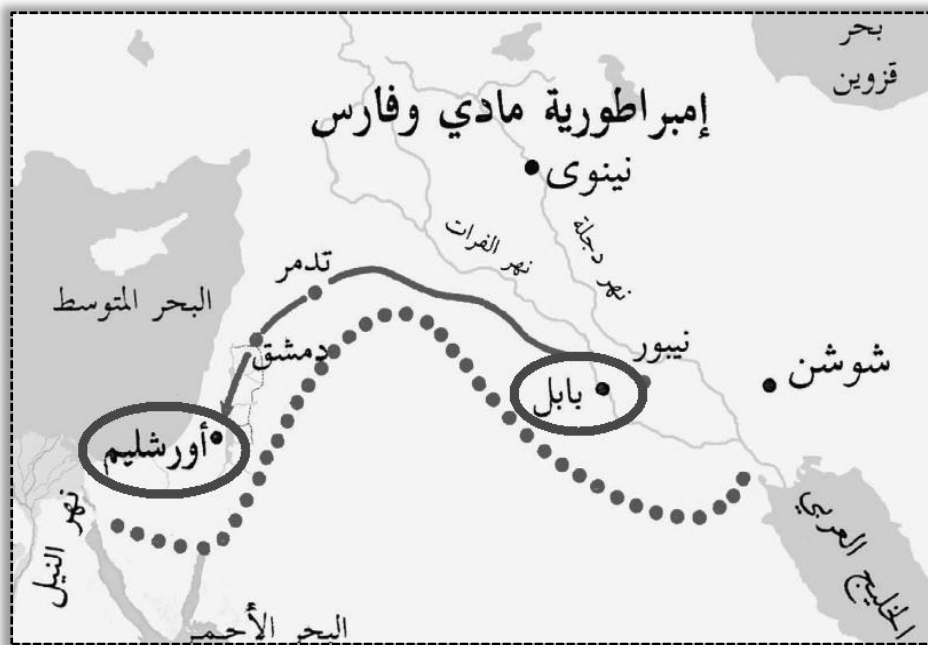 بحر
قزوين
إمبراطورية مادي وفارس
نينوى
نهر دجلة
نهر الفرات
تدمر
البحر المتوسط
دمشق
نيبور
شوشن
بابل
أورشليم
نهر النيل
الخليج العربي
البحر الأحمر